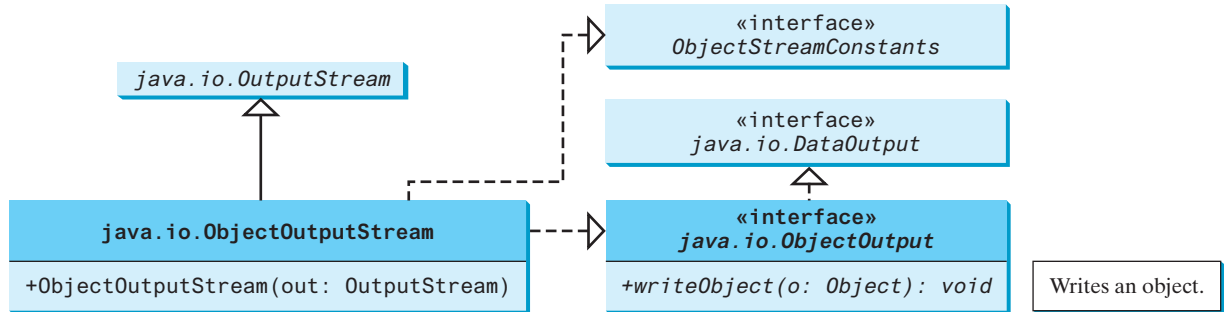 «interface»
ObjectStreamConstants
java.io.OutputStream
«interface»
java.io.DataOutput
java.io.ObjectOutputStream
+ObjectOutputStream(out: OutputStream)
«interface»
java.io.ObjectOutput
+writeObject(o: Object): void
Writes an object.